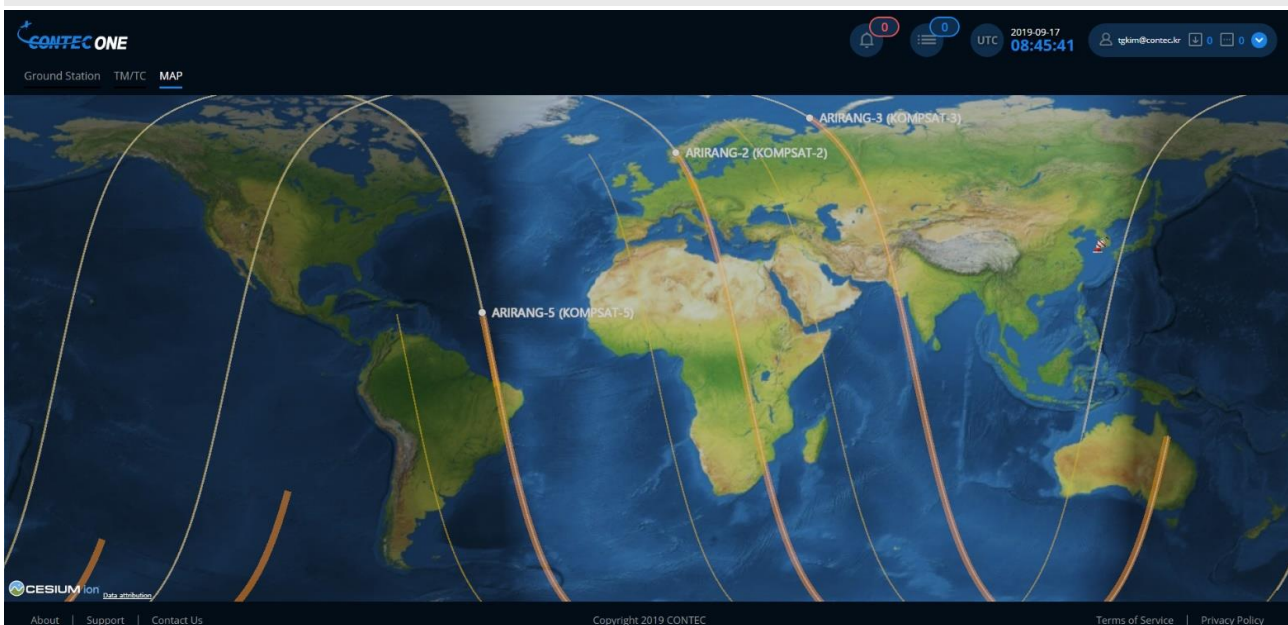 CONTEC ONE
0
0
UTC
2019-09-17
08:45:41
tgkim@contec.kr 0 0
Ground Station TM/TC MAP
ARIRANG-3 (KOMPSAT-3)
ARIRANG-2 (KOMPSAT-2)
ARIRANG-5 (KOMPSAT-5)
CESIUM ion Data attribution
About | Support | Contact Us
Copyright 2019 CONTEC
Terms of Service | Privacy Policy